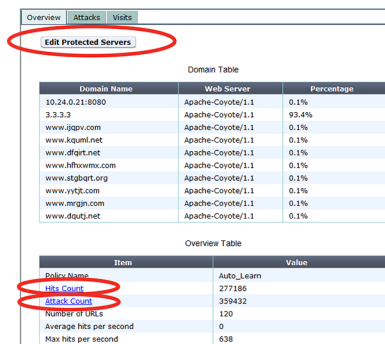 Overview Attacks Visits
Edit Protected Servers
Domain Table
Domain Name Web Server Percentage
10.24.0.21:8080 Apache-Coyote/1.1 0.1%
3.3.3.3 Apache-Coyote/1.1 93.4%
www.ijqpv.com Apache-Coyote/1.1 0.1%
www.kquml.net Apache-Coyote/1.1 0.1%
www.dfqirt.net Apache-Coyote/1.1 0.1%
www.hfhxwmx.com Apache-Coyote/1.1 0.1%
www.stgbqrt.org Apache-Coyote/1.1 0.1%
www.yytjt.com Apache-Coyote/1.1 0.1%
www.mrgjn.com Apache-Coyote/1.1 0.1%
www.dqutj.net Apache-Coyote/1.1 0.1%
Overview Table
Item Value
Policy Name Auto_Learn
Hits Count 277186
Attack Count 359432
Number of URLs 120
Average hits per second 0
Max hits per second 638